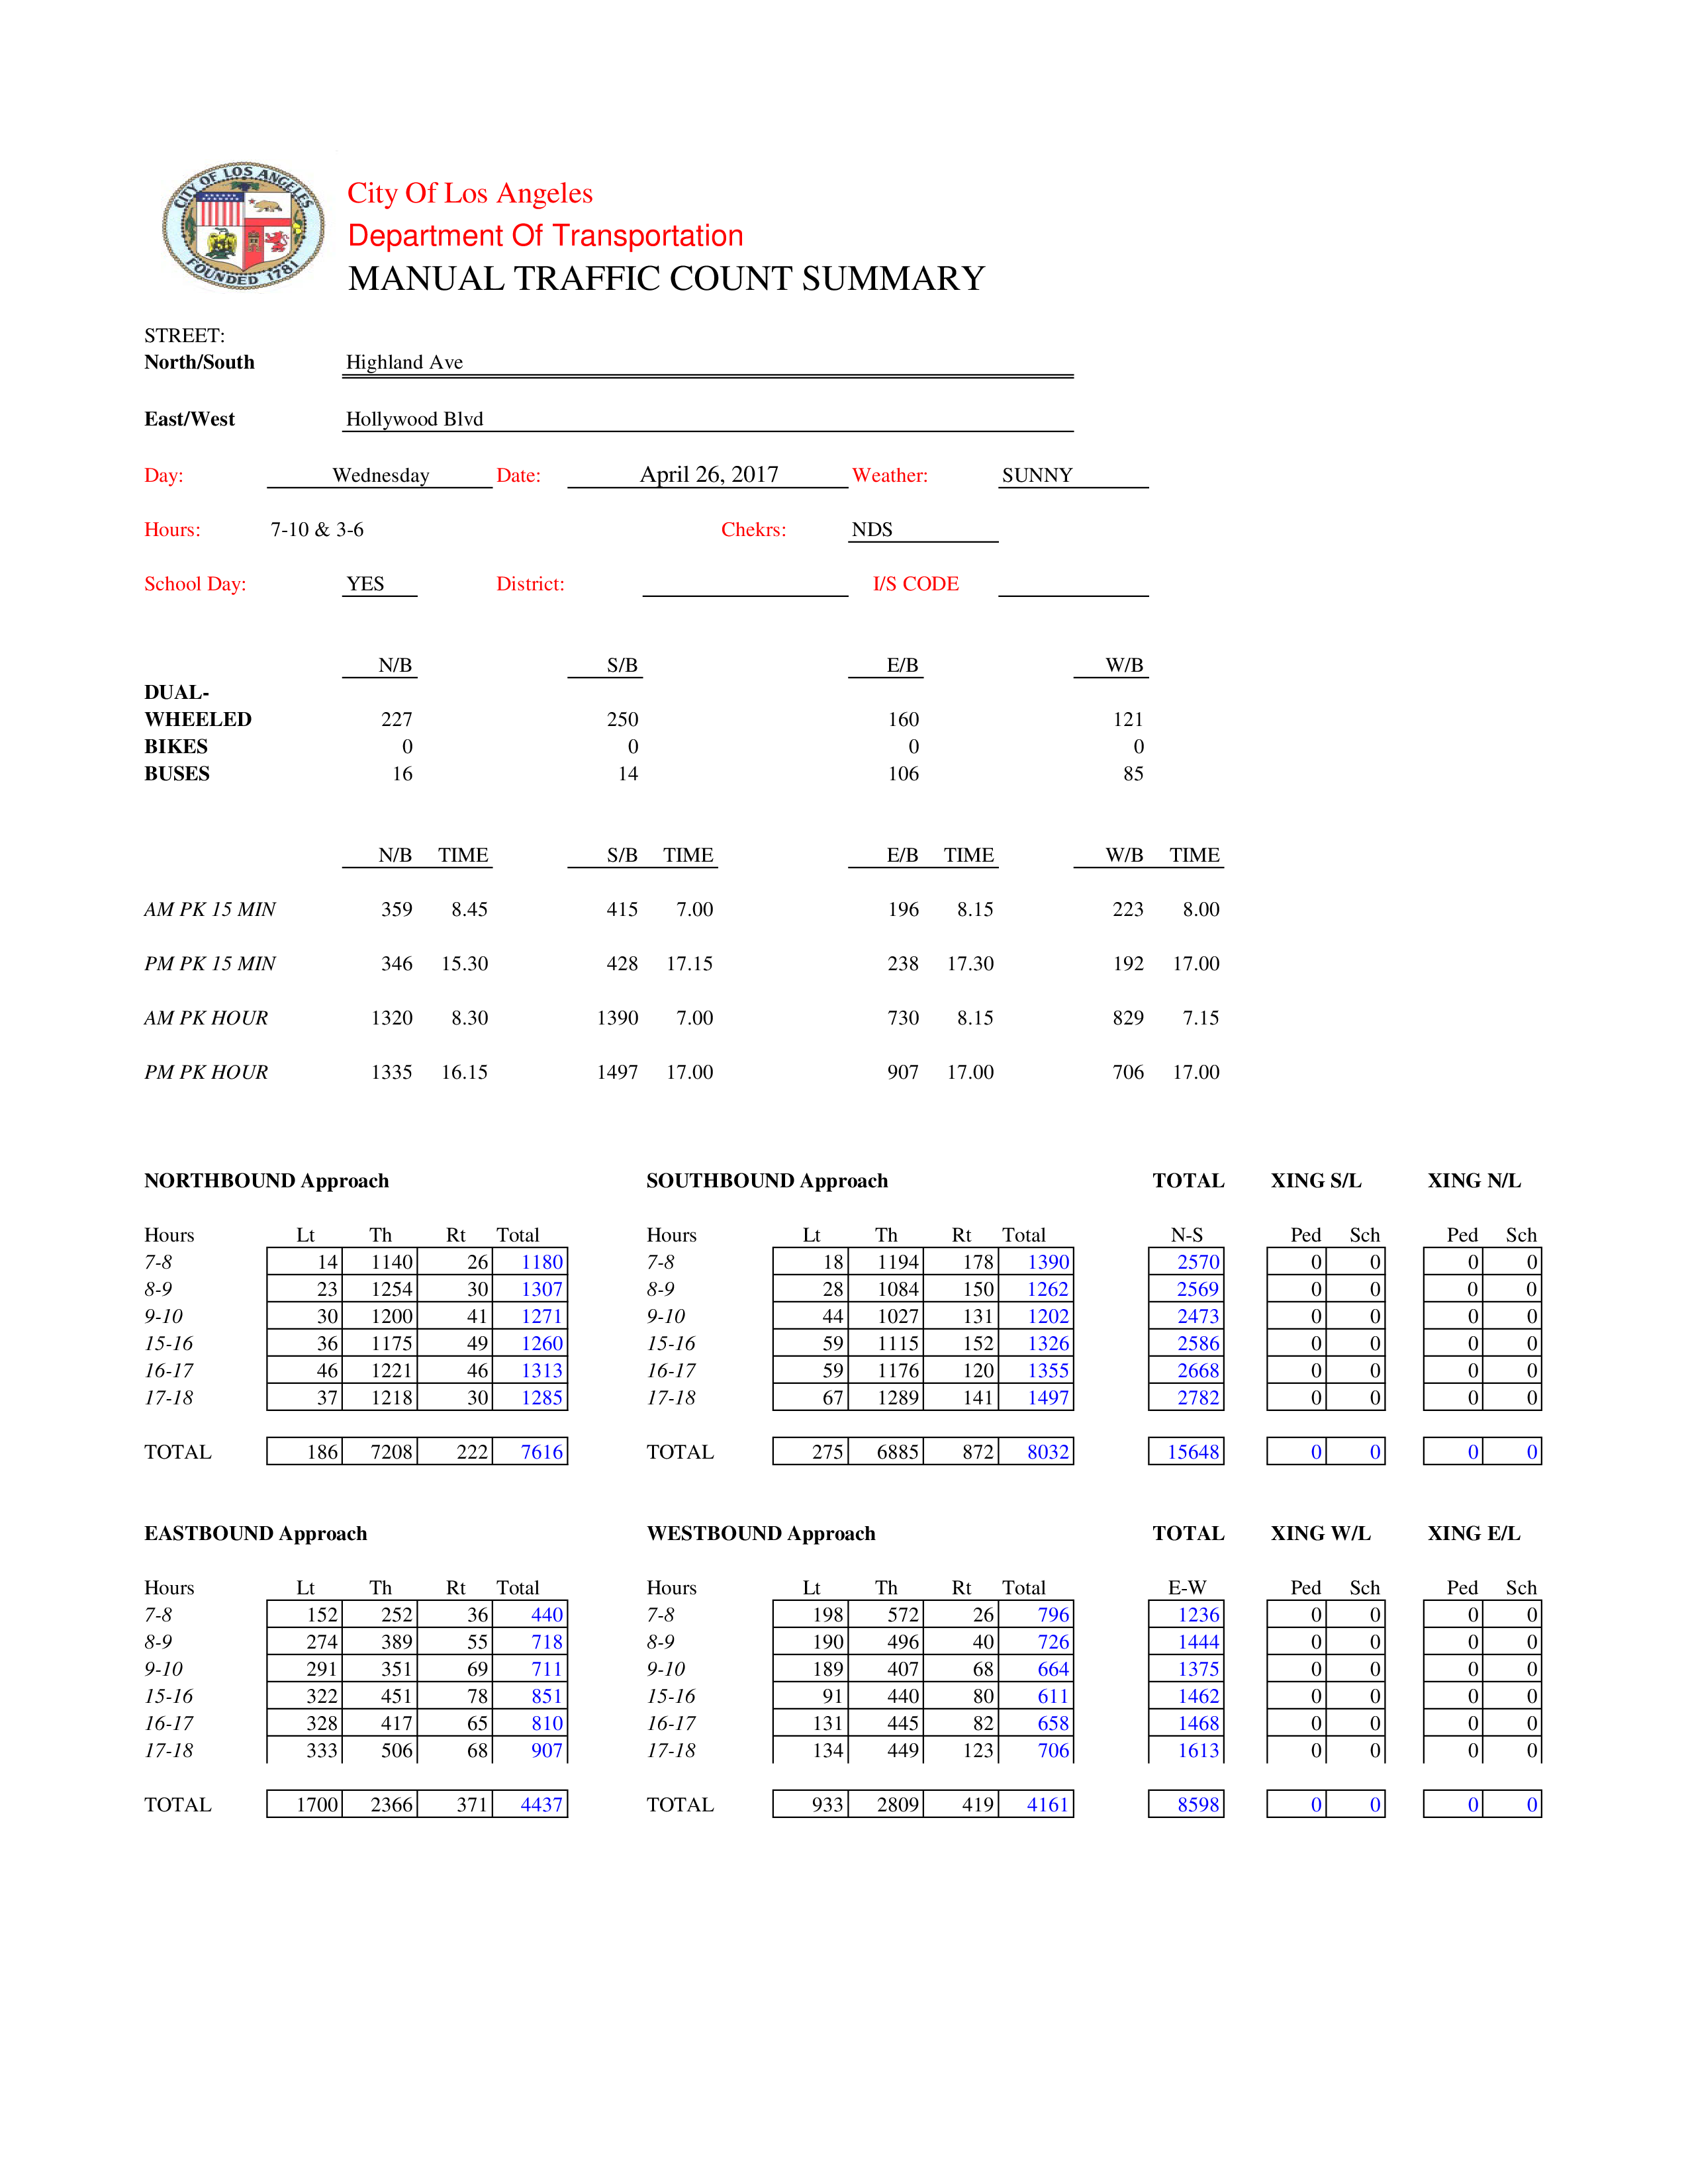 CITY OF LOS ANGELES
FOUNDED 1781
City Of Los Angeles
Department Of Transportation
MANUAL TRAFFIC COUNT SUMMARY
STREET:
North/South Highland Ave
East/West Hollywood Blvd
Day: Wednesday Date: April 26, 2017 Weather: SUNNY
Hours: 7-10 & 3-6 Chekrs: NDS
School Day: YES District: I/S CODE
N/B S/B E/B W/B
DUAL-
WHEELED 227 250 160 121
BIKES 0 0 0 0
BUSES 16 14 106 85
N/B TIME S/B TIME E/B TIME W/B TIME
AM PK 15 MIN 359 8.45 415 7.00 196 8.15 223 8.00
PM PK 15 MIN 346 15.30 428 17.15 238 17.30 192 17.00
AM PK HOUR 1320 8.30 1390 7.00 730 8.15 829 7.15
PM PK HOUR 1335 16.15 1497 17.00 907 17.00 706 17.00
NORTHBOUND Approach SOUTHBOUND Approach TOTAL XING S/L XING N/L
Hours Lt Th Rt Total Hours Lt Th Rt Total N-S Ped Sch Ped Sch
7-8 14 1140 26 1180 7-8 18 1194 178 1390 2570 0 0 0 0
8-9 23 1254 30 1307 8-9 28 1084 150 1262 2569 0 0 0 0
9-10 30 1200 41 1271 9-10 44 1027 131 1202 2473 0 0 0 0
15-16 36 1175 49 1260 15-16 59 1115 152 1326 2586 0 0 0 0
16-17 46 1221 46 1313 16-17 59 1176 120 1355 2668 0 0 0 0
17-18 37 1218 30 1285 17-18 67 1289 141 1497 2782 0 0 0 0
TOTAL 186 7208 222 7616 TOTAL 275 6885 872 8032 15648 0 0 0 0
EASTBOUND Approach WESTBOUND Approach TOTAL XING W/L XING E/L
Hours Lt Th Rt Total Hours Lt Th Rt Total E-W Ped Sch Ped Sch
7-8 152 252 36 440 7-8 198 572 26 796 1236 0 0 0 0
8-9 274 389 55 718 8-9 190 496 40 726 1444 0 0 0 0
9-10 291 351 69 711 9-10 189 407 68 664 1375 0 0 0 0
15-16 322 451 78 851 15-16 91 440 80 611 1462 0 0 0 0
16-17 328 417 65 810 16-17 131 445 82 658 1468 0 0 0 0
17-18 333 506 68 907 17-18 134 449 123 706 1613 0 0 0 0
TOTAL 1700 2366 371 4437 TOTAL 933 2809 419 4161 8598 0 0 0 0